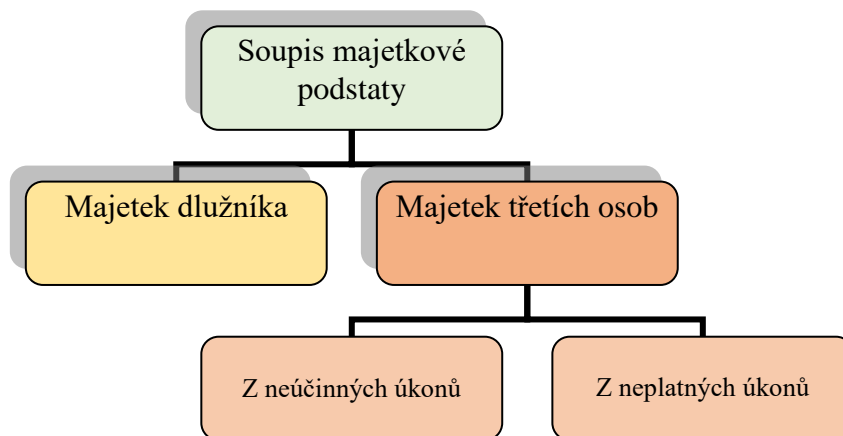 Soupis majetkové
podstaty
Majetek dlužníka
Majetek třetích osob
Z neúčinných úkonů
Z neplatných úkonů